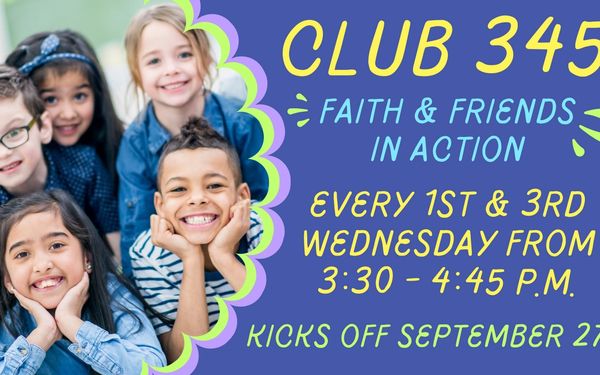 CLUB 345
FAITH & FRIENDS
IN ACTION
EVERY 1ST & 3RD
WEDNESDAY FROM
3:30 - 4:45 P.M.
KICKS OFF SEPTEMBER 27